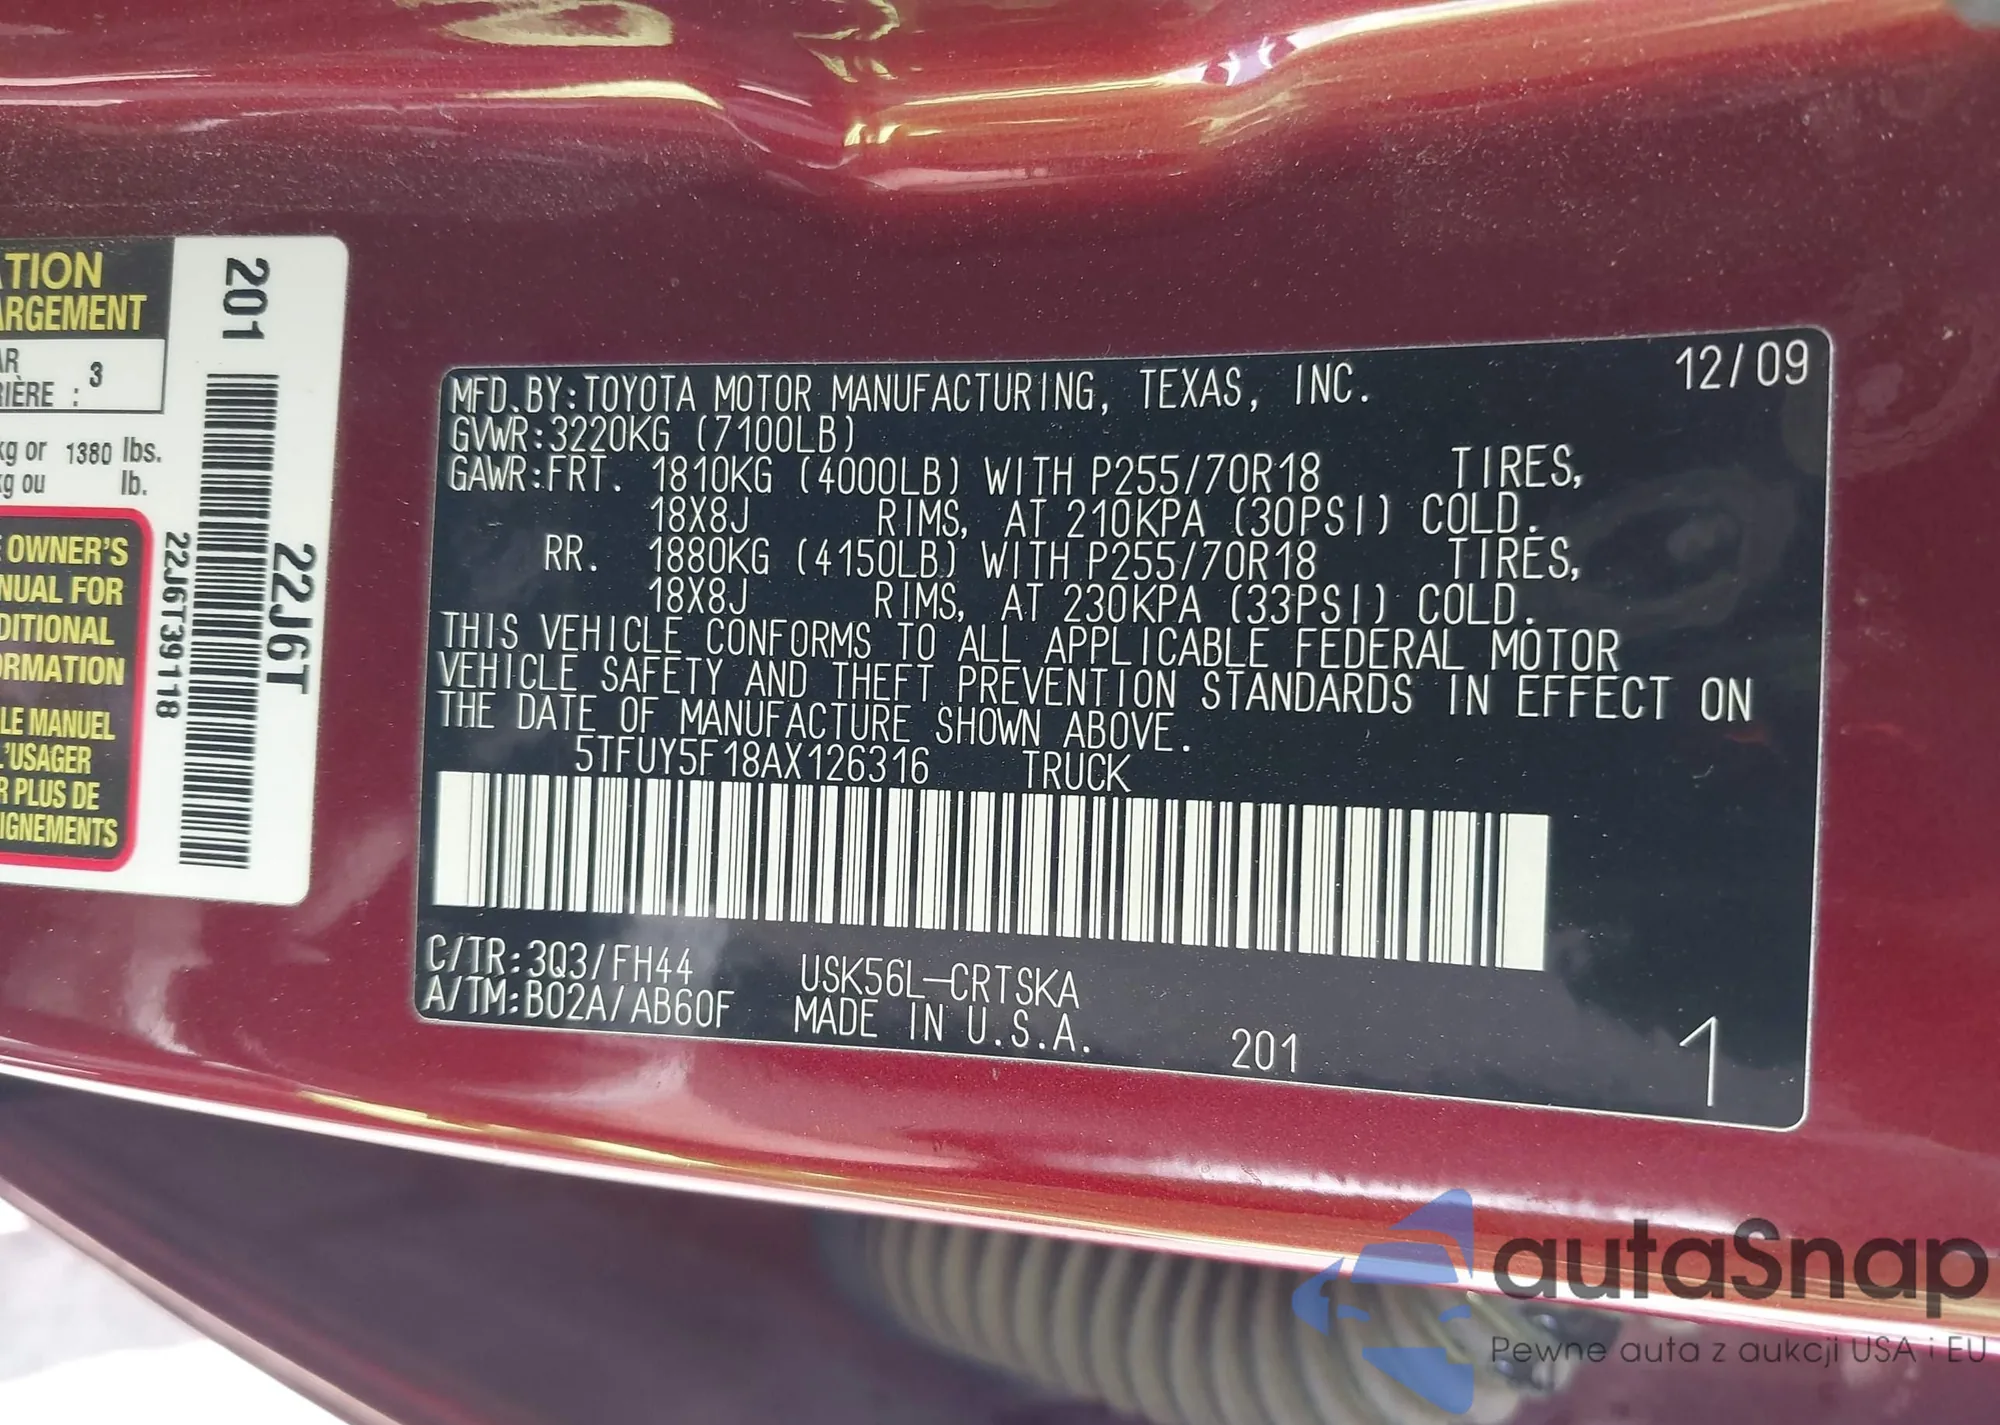 TION
ARGEMENT
AR
IÈRE : 3
kg or 1380 lbs.
kg ou lb.
OWNER'S
NUAL FOR
DITIONAL
ORMATION
LE MANUEL
L'USAGER
R PLUS DE
IGNEMENTS
201
22J6T39118
22J6T
12/09
MFD.BY:TOYOTA MOTOR MANUFACTURING, TEXAS, INC.
GVWR:3220KG (7100LB)
GAWR:FRT. 1810KG (4000LB) WITH P255/70R18 TIRES,
18X8J RIMS, AT 210KPA (30PSI) COLD.
RR. 1880KG (4150LB) WITH P255/70R18 TIRES,
18X8J RIMS, AT 230KPA (33PSI) COLD.
THIS VEHICLE CONFORMS TO ALL APPLICABLE FEDERAL MOTOR
VEHICLE SAFETY AND THEFT PREVENTION STANDARDS IN EFFECT ON
THE DATE OF MANUFACTURE SHOWN ABOVE.
5TFUY5F18AX126316 TRUCK
C/TR:3Q3/FH44 USK56L-CRTSKA
A/TM:B02A/AB60F MADE IN U.S.A. 201
1
autaSnap
Pewne auta z aukcji USA i EU